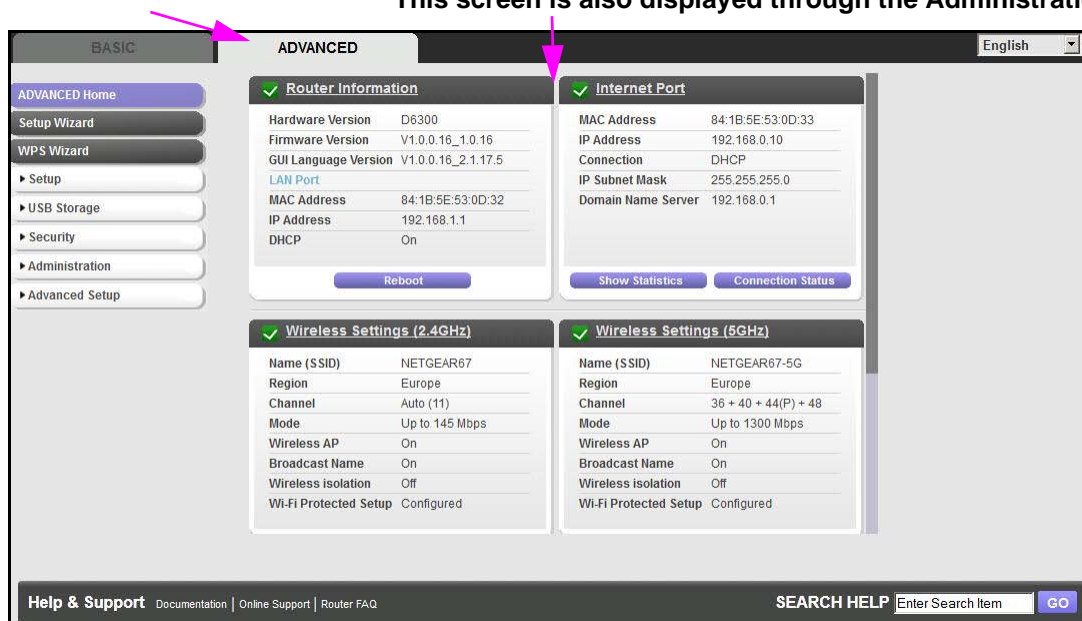 This screen is also displayed through the Administrati
BASIC
ADVANCED
English
ADVANCED Home
Setup Wizard
WPS Wizard
Setup
USB Storage
Security
Administration
Advanced Setup
Router Information
Hardware Version D6300
Firmware Version V1.0.0.16_1.0.16
GUI Language Version V1.0.0.16_2.1.17.5
LAN Port
MAC Address 84:1B:5E:53:0D:32
IP Address 192.168.1.1
DHCP On
Reboot
Internet Port
MAC Address 84:1B:5E:53:0D:33
IP Address 192.168.0.10
Connection DHCP
IP Subnet Mask 255.255.255.0
Domain Name Server 192.168.0.1
Show Statistics Connection Status
Wireless Settings (2.4GHz)
Name (SSID) NETGEAR67
Region Europe
Channel Auto (11)
Mode Up to 145 Mbps
Wireless AP On
Broadcast Name On
Wireless isolation Off
Wi-Fi Protected Setup Configured
Wireless Settings (5GHz)
Name (SSID) NETGEAR67-5G
Region Europe
Channel 36 + 40 + 44(P) + 48
Mode Up to 1300 Mbps
Wireless AP On
Broadcast Name On
Wireless isolation Off
Wi-Fi Protected Setup Configured
Help & Support Documentation | Online Support | Router FAQ
SEARCH HELP Enter Search Item GO